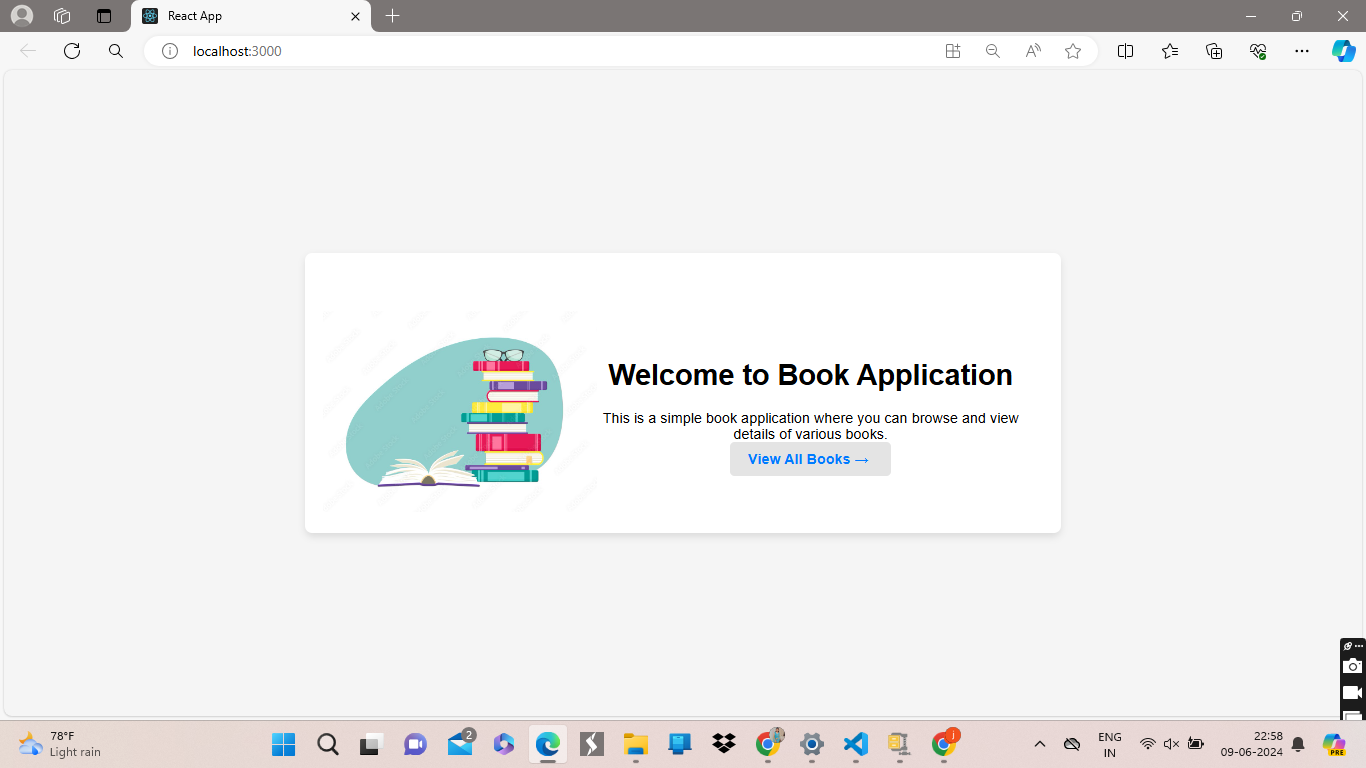 React App
localhost:3000
Welcome to Book Application
This is a simple book application where you can browse and view
details of various books.
View All Books →
78°F
Light rain
2
j
ENG
IN
22:58
09-06-2024
PRE